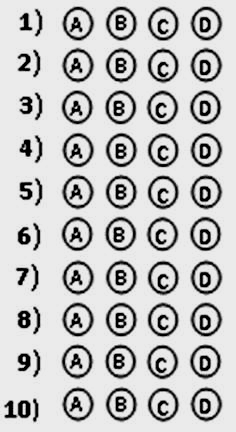 1) A B C D
2) A B C D
3) A B C D
4) A B C D
5) A B C D
6) A B C D
7) A B C D
8) A B C D
9) A B C D
10) A B C D